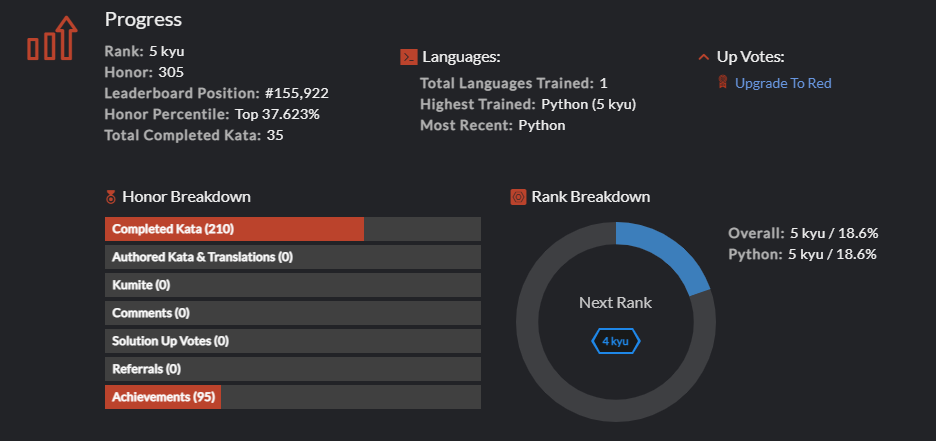 Progress
Rank: 5 kyu
Honor: 305
Leaderboard Position: #155,922
Honor Percentile: Top 37.623%
Total Completed Kata: 35
Languages:
Total Languages Trained: 1
Highest Trained: Python (5 kyu)
Most Recent: Python
Up Votes:
Upgrade To Red
Honor Breakdown
Completed Kata (210)
Authored Kata & Translations (0)
Kumite (0)
Comments (0)
Solution Up Votes (0)
Referrals (0)
Achievements (95)
Rank Breakdown
Next Rank
4 kyu
Overall: 5 kyu / 18.6%
Python: 5 kyu / 18.6%